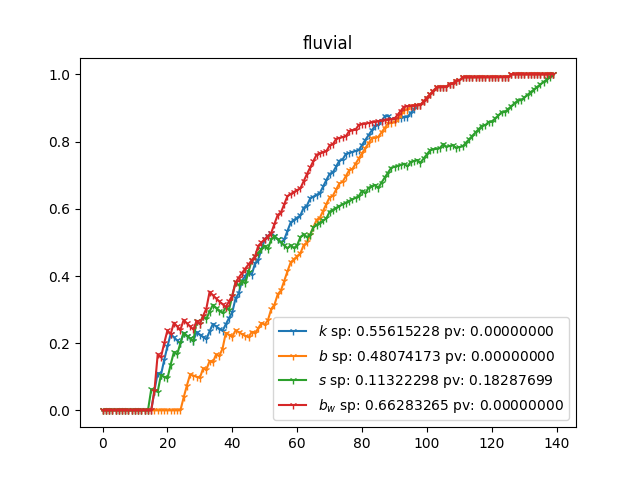 fluvial
1.0
0.8
0.6
0.4
0.2
0.0
k sp: 0.55615228 pv: 0.00000000
b sp: 0.48074173 pv: 0.00000000
s sp: 0.11322298 pv: 0.18287699
b_w sp: 0.66283265 pv: 0.00000000
0 20 40 60 80 100 120 140